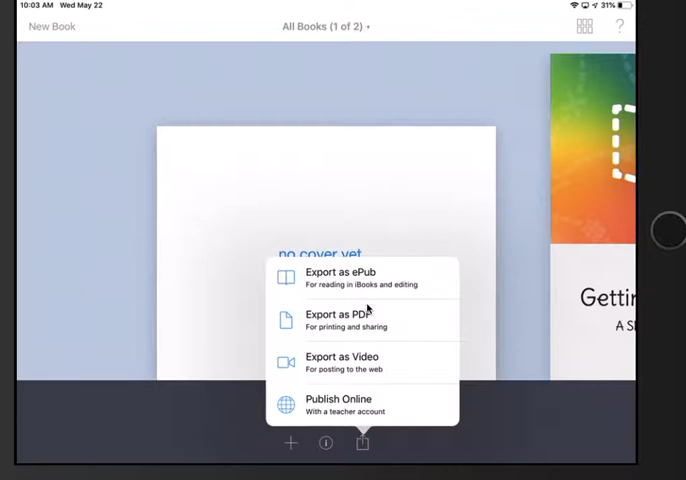 10:03 AM Wed May 22
31%
New Book
All Books (1 of 2)
?
no cover yet
Export as ePub
For reading in iBooks and editing
Export as PDF
For printing and sharing
Export as Video
For posting to the web
Publish Online
With a teacher account